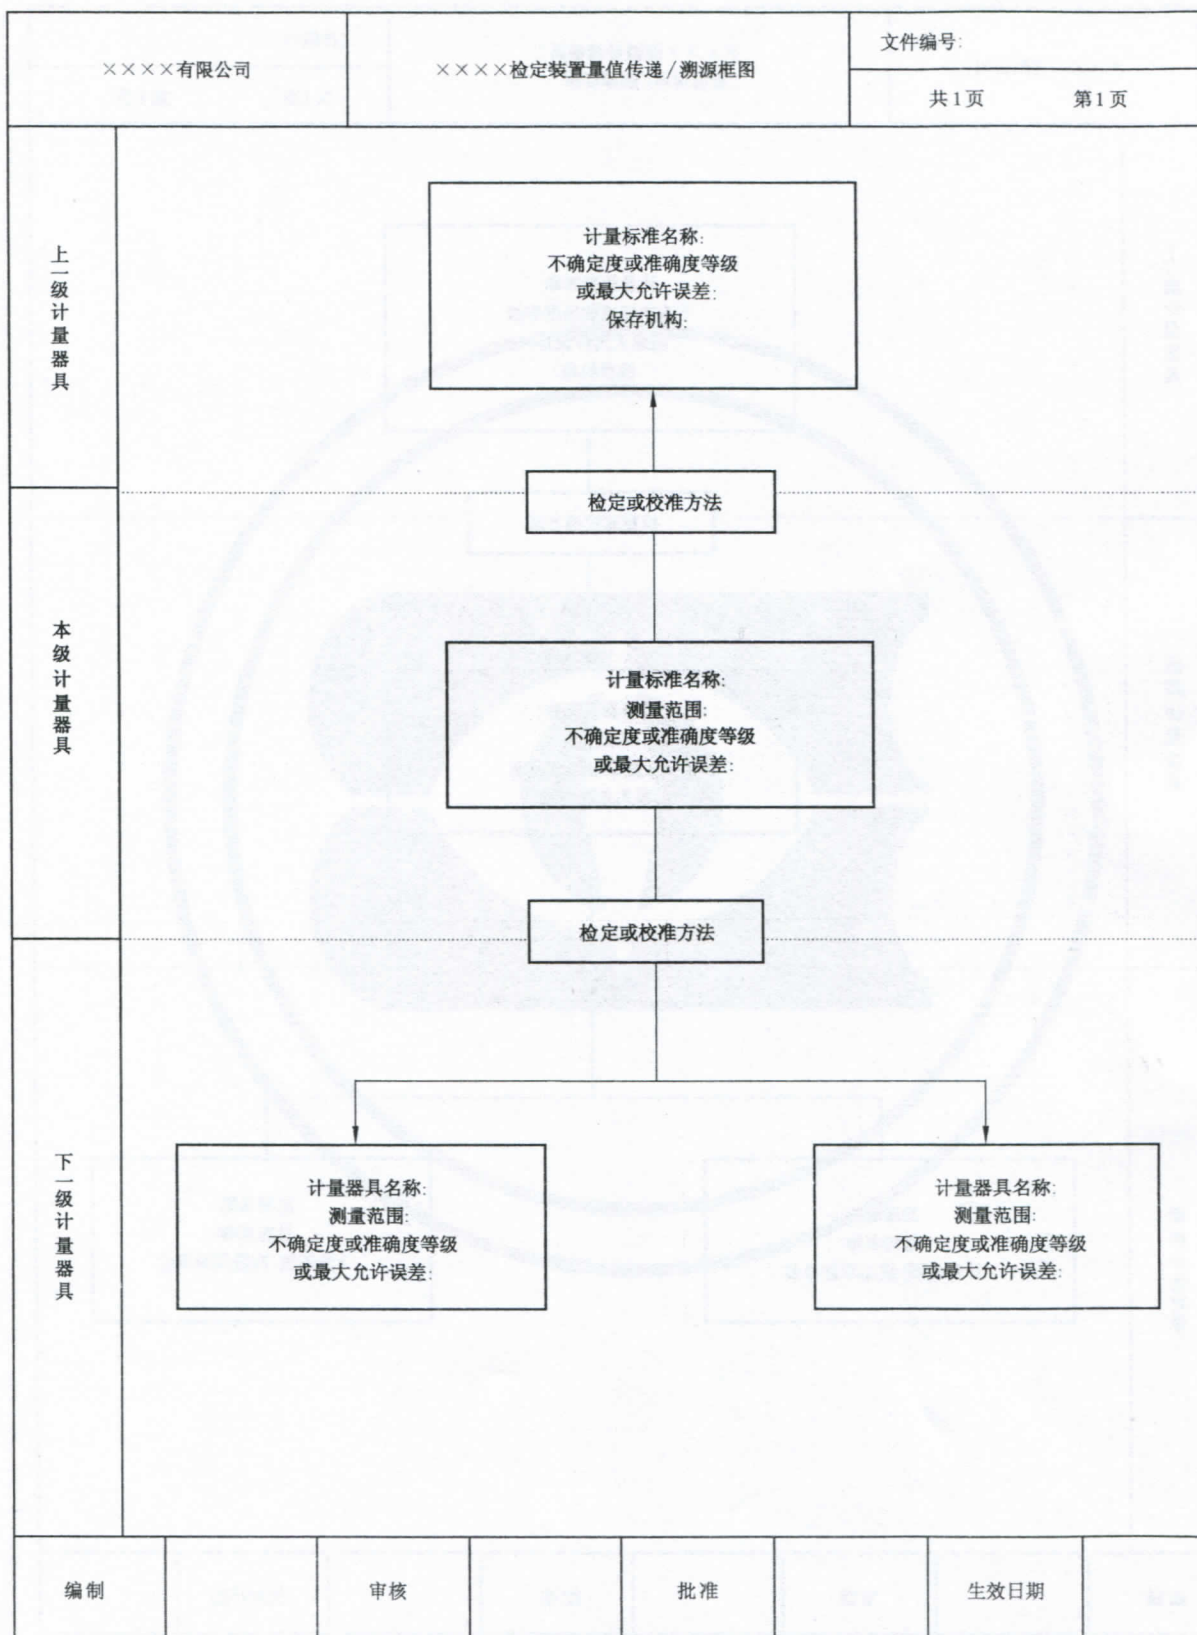 ××××有限公司
××××检定装置量值传递/溯源框图
文件编号:
共1页 第1页
上一级计量器具
计量标准名称:
不确定度或准确度等级
或最大允许误差:
保存机构:
检定或校准方法
本级计量器具
计量标准名称:
测量范围:
不确定度或准确度等级
或最大允许误差:
检定或校准方法
下一级计量器具
计量器具名称:
测量范围:
不确定度或准确度等级
或最大允许误差:
计量器具名称:
测量范围:
不确定度或准确度等级
或最大允许误差:
编制 审核 批准 生效日期